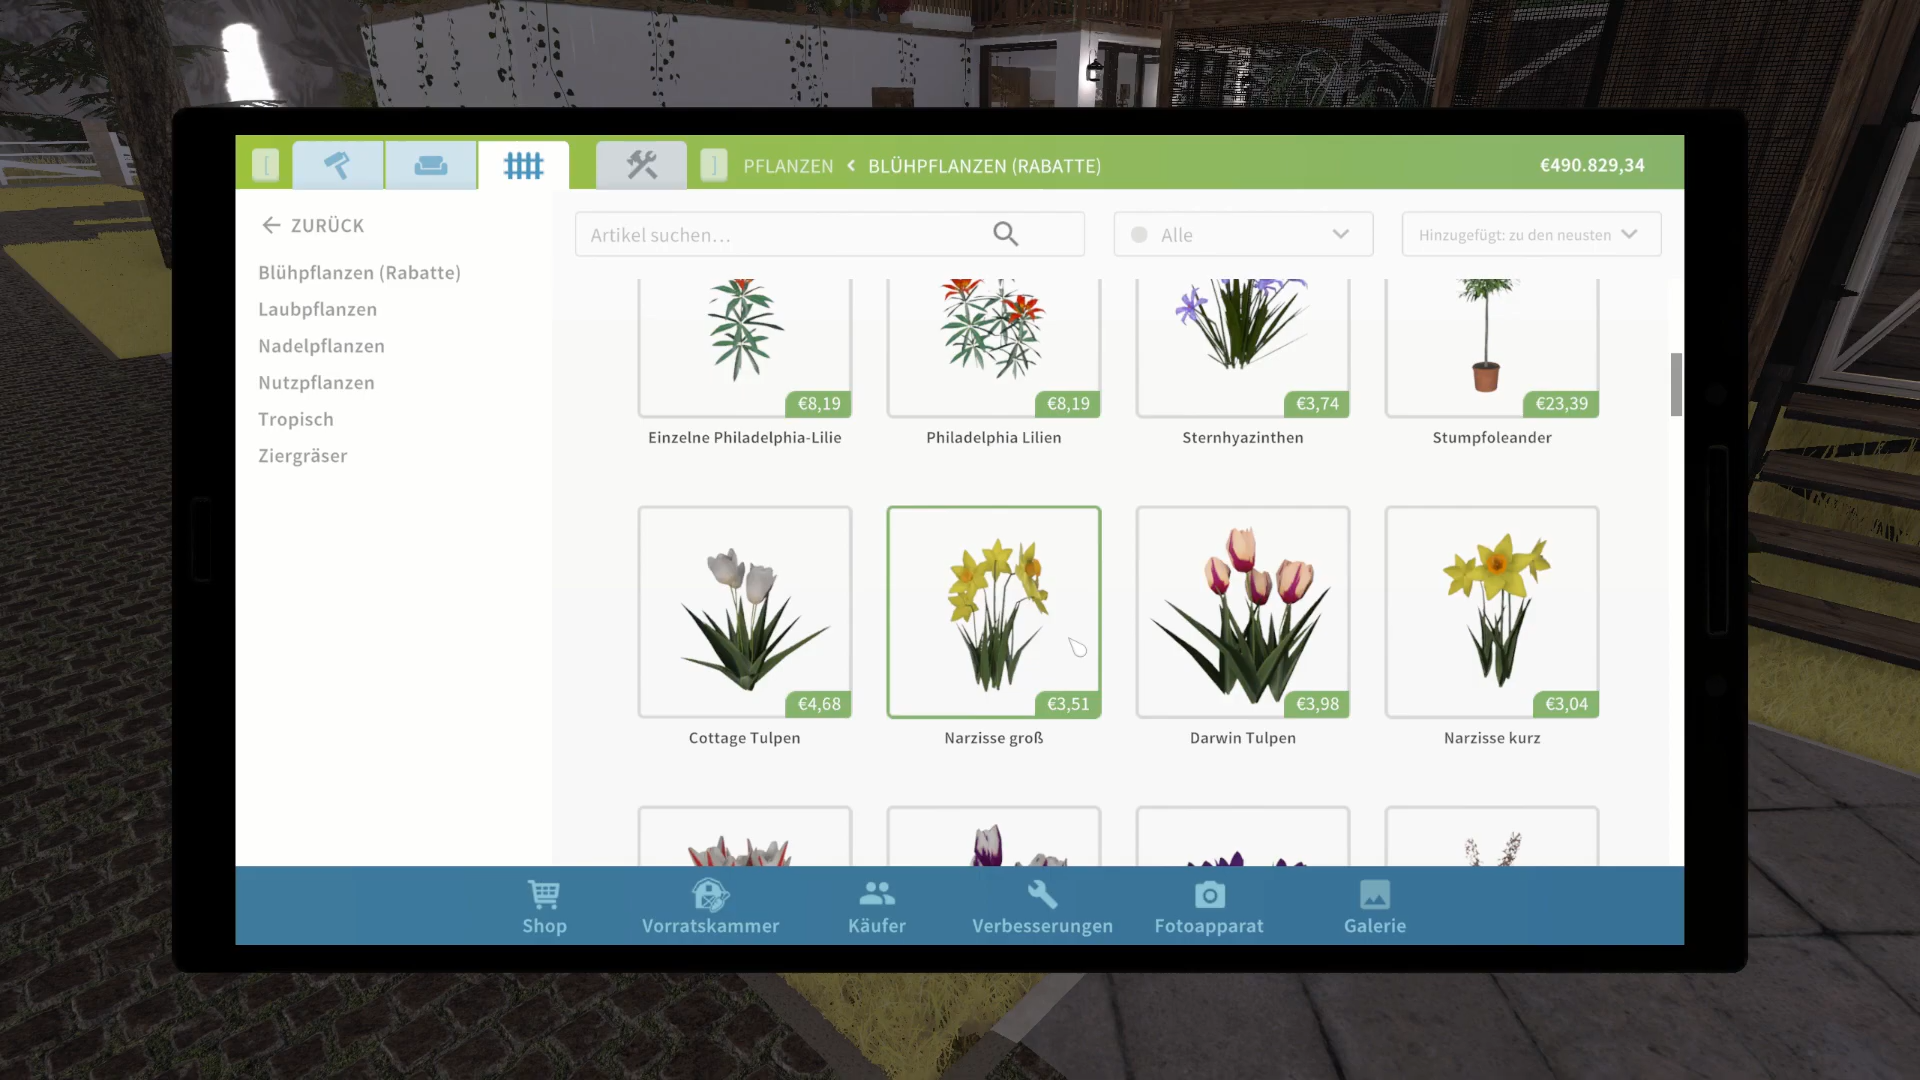 [
]
PFLANZEN < BLÜHPFLANZEN (RABATTE)
€490.829,34
ZURÜCK
Blühpflanzen (Rabatte)
Laubpflanzen
Nadelpflanzen
Nutzpflanzen
Tropisch
Ziergräser
Artikel suchen...
Alle
Hinzugefügt: zu den neusten
€8,19
€8,19
€3,74
€23,39
Einzelne Philadelphia-Lilie
Philadelphia Lilien
Sternhyazinthen
Stumpfoleander
€4,68
€3,51
€3,98
€3,04
Cottage Tulpen
Narzisse groß
Darwin Tulpen
Narzisse kurz
Shop
Vorratskammer
Käufer
Verbesserungen
Fotoapparat
Galerie